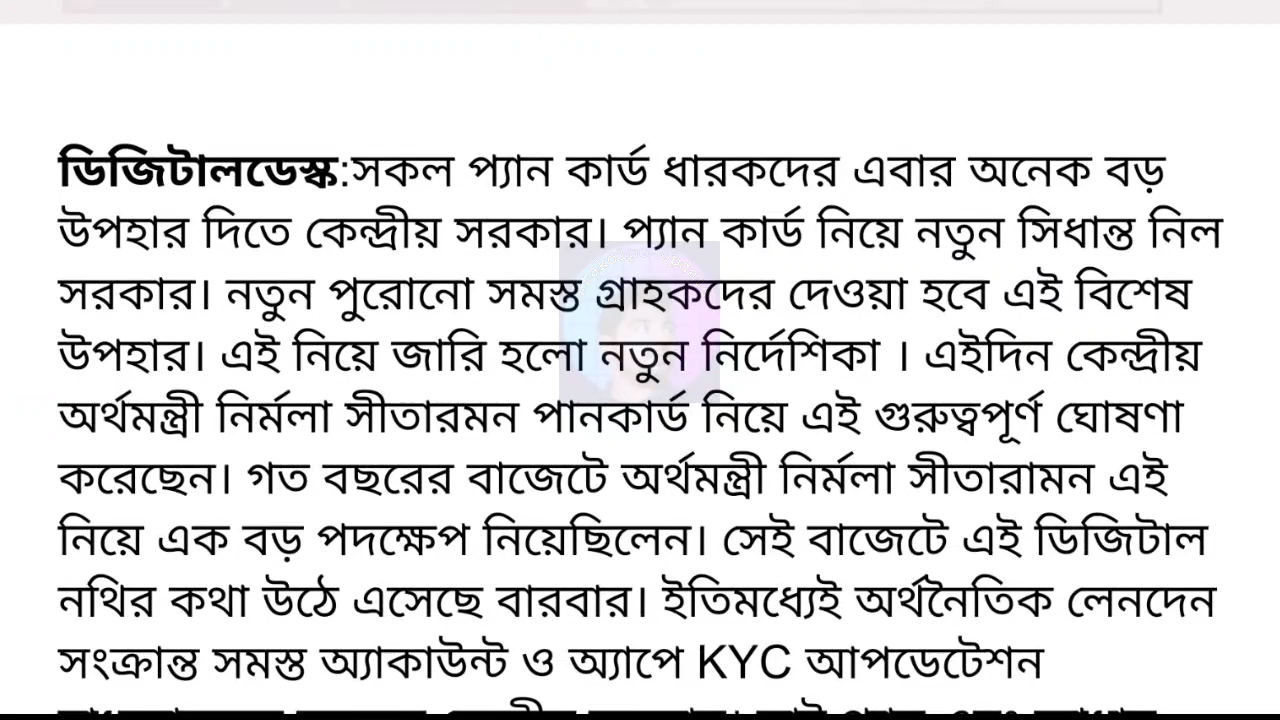 ডিজিটালডেস্ক:সকল প্যান কার্ড ধারকদের এবার অনেক বড়
উপহার দিতে কেন্দ্রীয় সরকার। প্যান কার্ড নিয়ে নতুন সিধান্ত নিল
সরকার। নতুন পুরোনো সমস্ত গ্রাহকদের দেওয়া হবে এই বিশেষ
উপহার। এই নিয়ে জারি হলো নতুন নির্দেশিকা । এইদিন কেন্দ্রীয়
অর্থমন্ত্রী নির্মলা সীতারমন পানকার্ড নিয়ে এই গুরুত্বপূর্ণ ঘোষণা
করেছেন। গত বছরের বাজেটে অর্থমন্ত্রী নির্মলা সীতারামন এই
নিয়ে এক বড় পদক্ষেপ নিয়েছিলেন। সেই বাজেটে এই ডিজিটাল
নথির কথা উঠে এসেছে বারবার। ইতিমধ্যেই অর্থনৈতিক লেনদেন
সংক্রান্ত সমস্ত অ্যাকাউন্ট ও অ্যাপে KYC আপডেটেশন